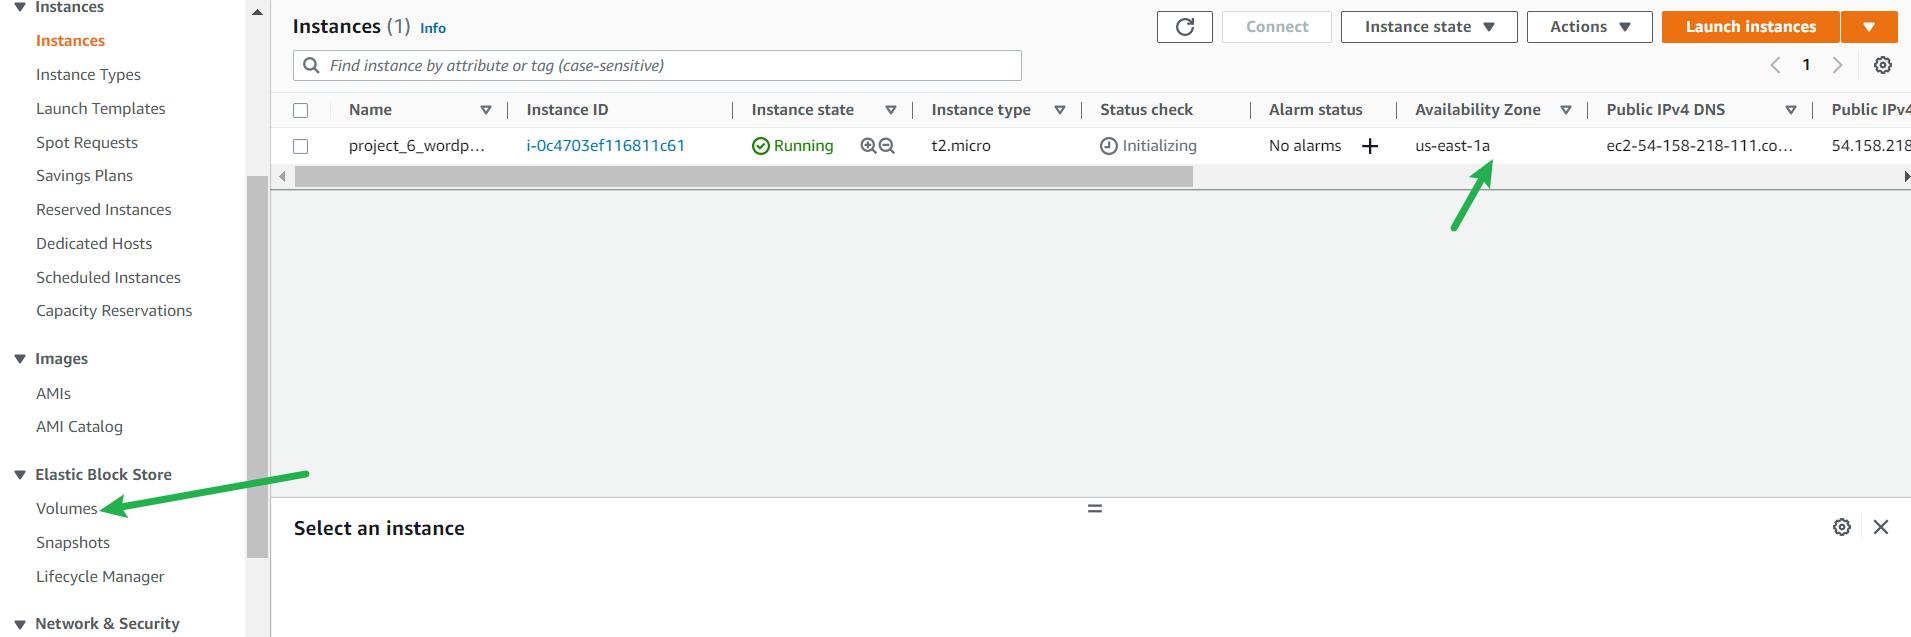 Instances
Instances
Instance Types
Launch Templates
Spot Requests
Savings Plans
Reserved Instances
Dedicated Hosts
Scheduled Instances
Capacity Reservations
Images
AMIs
AMI Catalog
Elastic Block Store
Volumes
Snapshots
Lifecycle Manager
Network & Security
Instances (1) Info
Connect
Instance state
Actions
Launch instances
Find instance by attribute or tag (case-sensitive)
1
Name Instance ID Instance state Instance type Status check Alarm status Availability Zone Public IPv4 DNS Public IPv4
project_6_wordp... i-0c4703ef116811c61 Running t2.micro Initializing No alarms us-east-1a ec2-54-158-218-111.co... 54.158.218
Select an instance